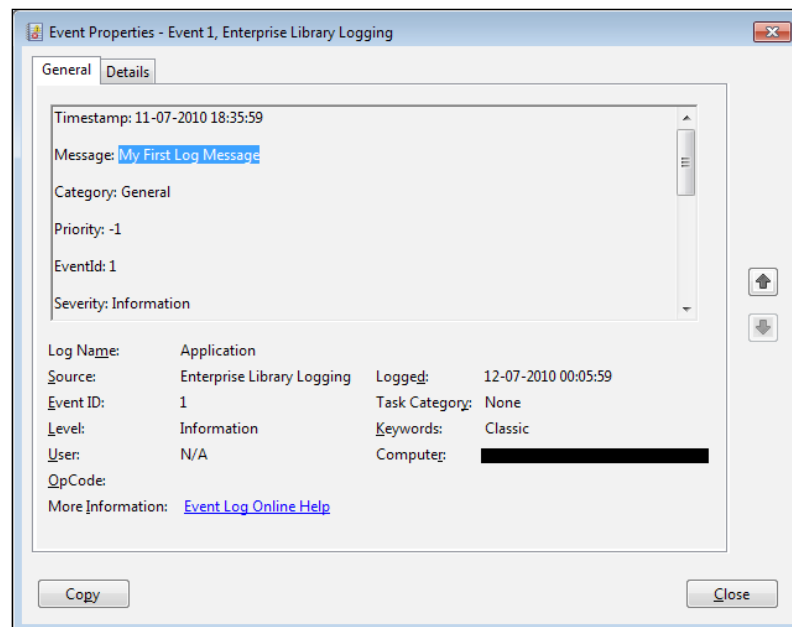 Event Properties - Event 1, Enterprise Library Logging
General Details
Timestamp: 11-07-2010 18:35:59
Message: My First Log Message
Category: General
Priority: -1
EventId: 1
Severity: Information
Log Name: Application
Source: Enterprise Library Logging Logged: 12-07-2010 00:05:59
Event ID: 1 Task Category: None
Level: Information Keywords: Classic
User: N/A Computer:
OpCode:
More Information: Event Log Online Help
Copy Close